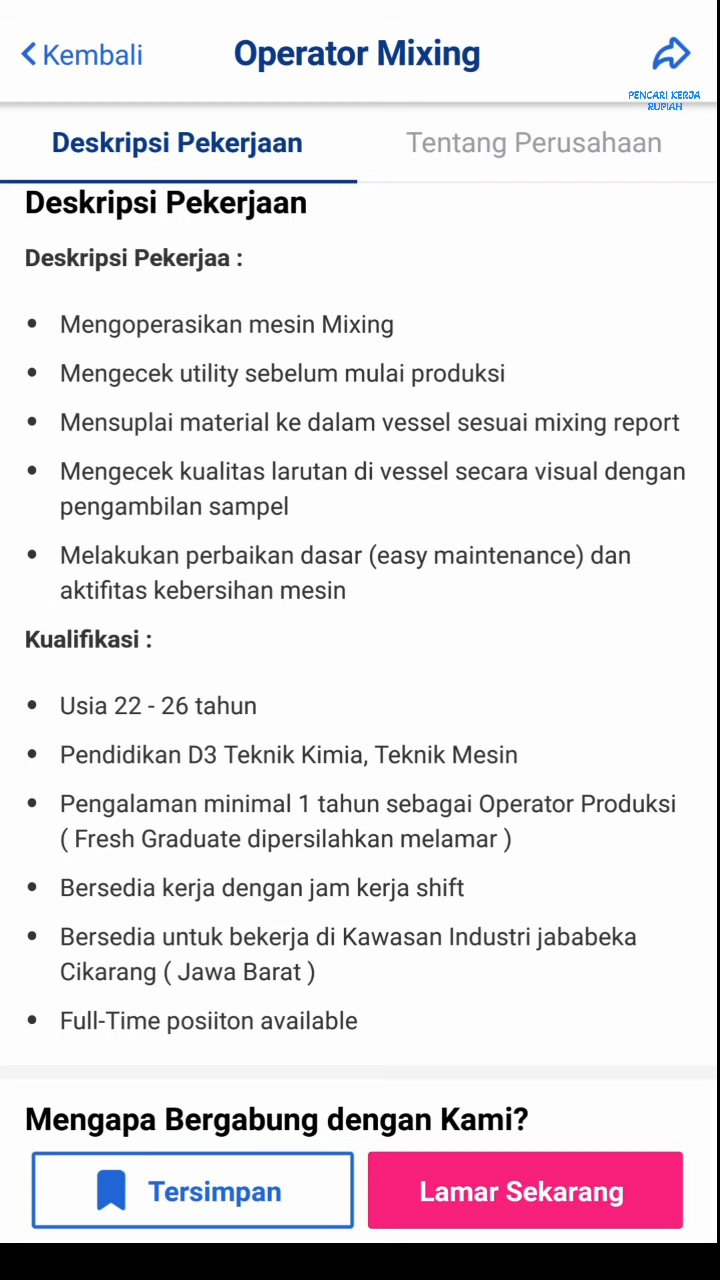 Kembali
Operator Mixing
PENCARI KERJA
RUPIAH
Deskripsi Pekerjaan
Tentang Perusahaan
Deskripsi Pekerjaan
Deskripsi Pekerjaa :
• Mengoperasikan mesin Mixing
• Mengecek utility sebelum mulai produksi
• Mensuplai material ke dalam vessel sesuai mixing report
• Mengecek kualitas larutan di vessel secara visual dengan
pengambilan sampel
• Melakukan perbaikan dasar (easy maintenance) dan
aktifitas kebersihan mesin
Kualifikasi :
• Usia 22 - 26 tahun
• Pendidikan D3 Teknik Kimia, Teknik Mesin
• Pengalaman minimal 1 tahun sebagai Operator Produksi
( Fresh Graduate dipersilahkan melamar )
• Bersedia kerja dengan jam kerja shift
• Bersedia untuk bekerja di Kawasan Industri jababeka
Cikarang ( Jawa Barat )
• Full-Time posiiton available
Mengapa Bergabung dengan Kami?
Tersimpan
Lamar Sekarang